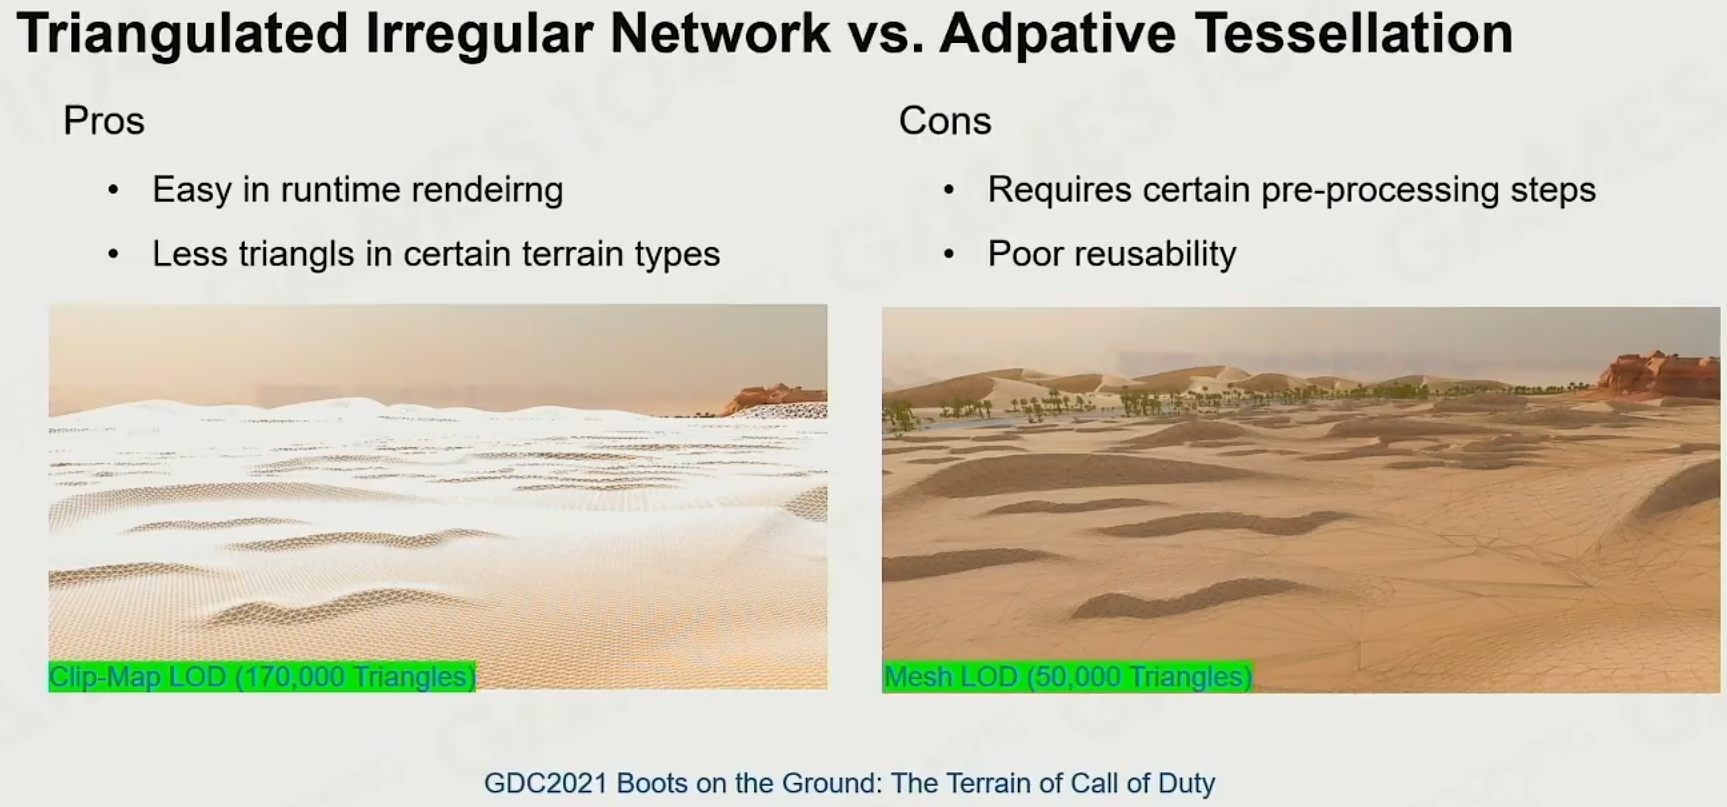 Triangulated Irregular Network vs. Adpative Tessellation
Pros
• Easy in runtime rendeirng
• Less triangls in certain terrain types
Cons
• Requires certain pre-processing steps
• Poor reusability
Clip-Map LOD (170,000 Triangles)
Mesh LOD (50,000 Triangles)
GDC2021 Boots on the Ground: The Terrain of Call of Duty